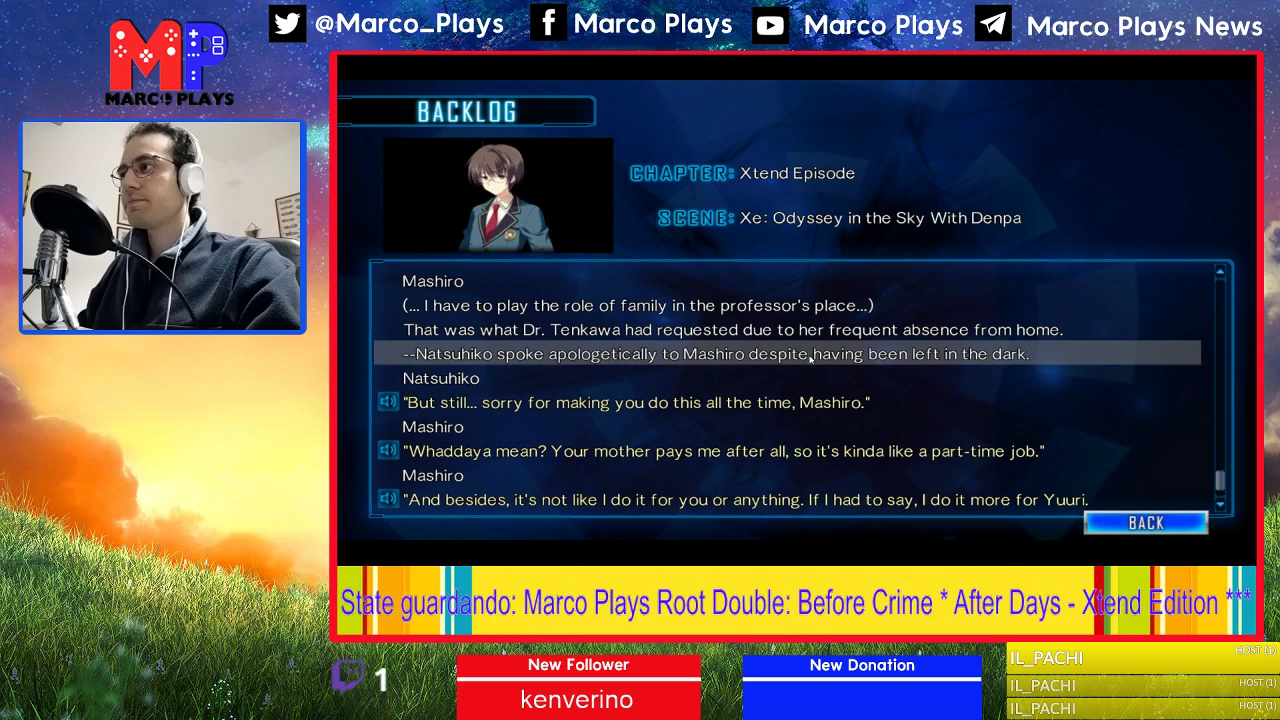 @Marco_Plays
Marco Plays
Marco Plays
Marco Plays News
MP
MARCO PLAYS
BACKLOG
CHAPTER: Xtend Episode
SCENE: Xe: Odyssey in the Sky With Denpa
Mashiro
(... I have to play the role of family in the professor's place...)
That was what Dr. Tenkawa had requested due to her frequent absence from home.
--Natsuhiko spoke apologetically to Mashiro despite having been left in the dark.
Natsuhiko
"But still... sorry for making you do this all the time, Mashiro."
Mashiro
"Whaddaya mean? Your mother pays me after all, so it's kinda like a part-time job."
Mashiro
"And besides, it's not like I do it for you or anything. If I had to say, I do it more for Yuuri.
BACK
State guardando: Marco Plays Root Double: Before Crime * After Days - Xtend Edition ***
1
New Follower
kenverino
New Donation
IL_PACHI HOST (1)
IL_PACHI HOST (1)
IL_PACHI HOST (1)